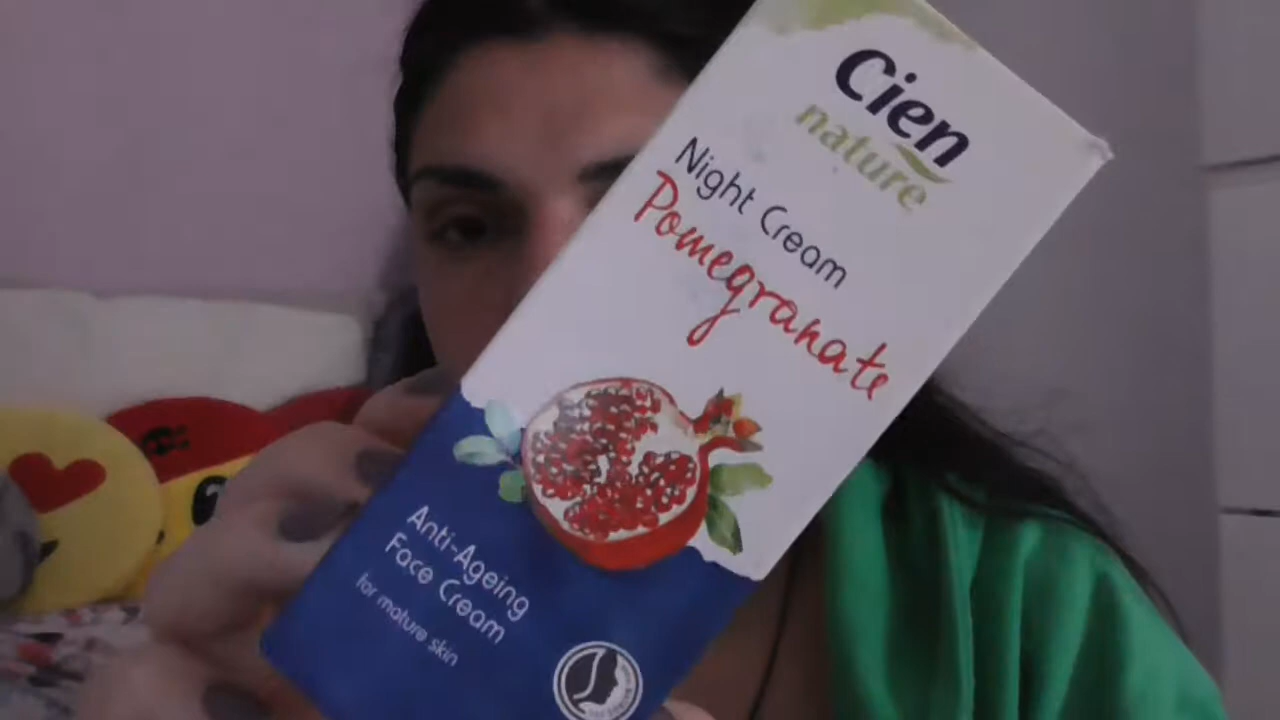 Cien
nature
Night Cream
Pomegranate
Anti-Ageing
Face Cream
for mature skin